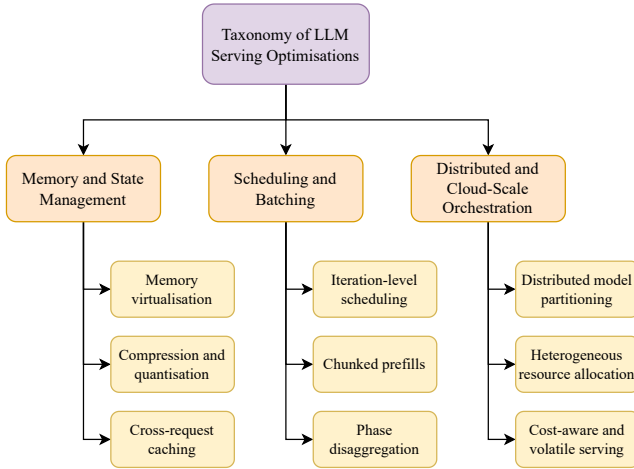 Taxonomy of LLM
Serving Optimisations
Memory and State
Management
Scheduling and
Batching
Distributed and
Cloud-Scale
Orchestration
Memory
virtualisation
Iteration-level
scheduling
Distributed model
partitioning
Compression and
quantisation
Chunked prefills
Heterogeneous
resource allocation
Cross-request
caching
Phase
disaggregation
Cost-aware and
volatile serving